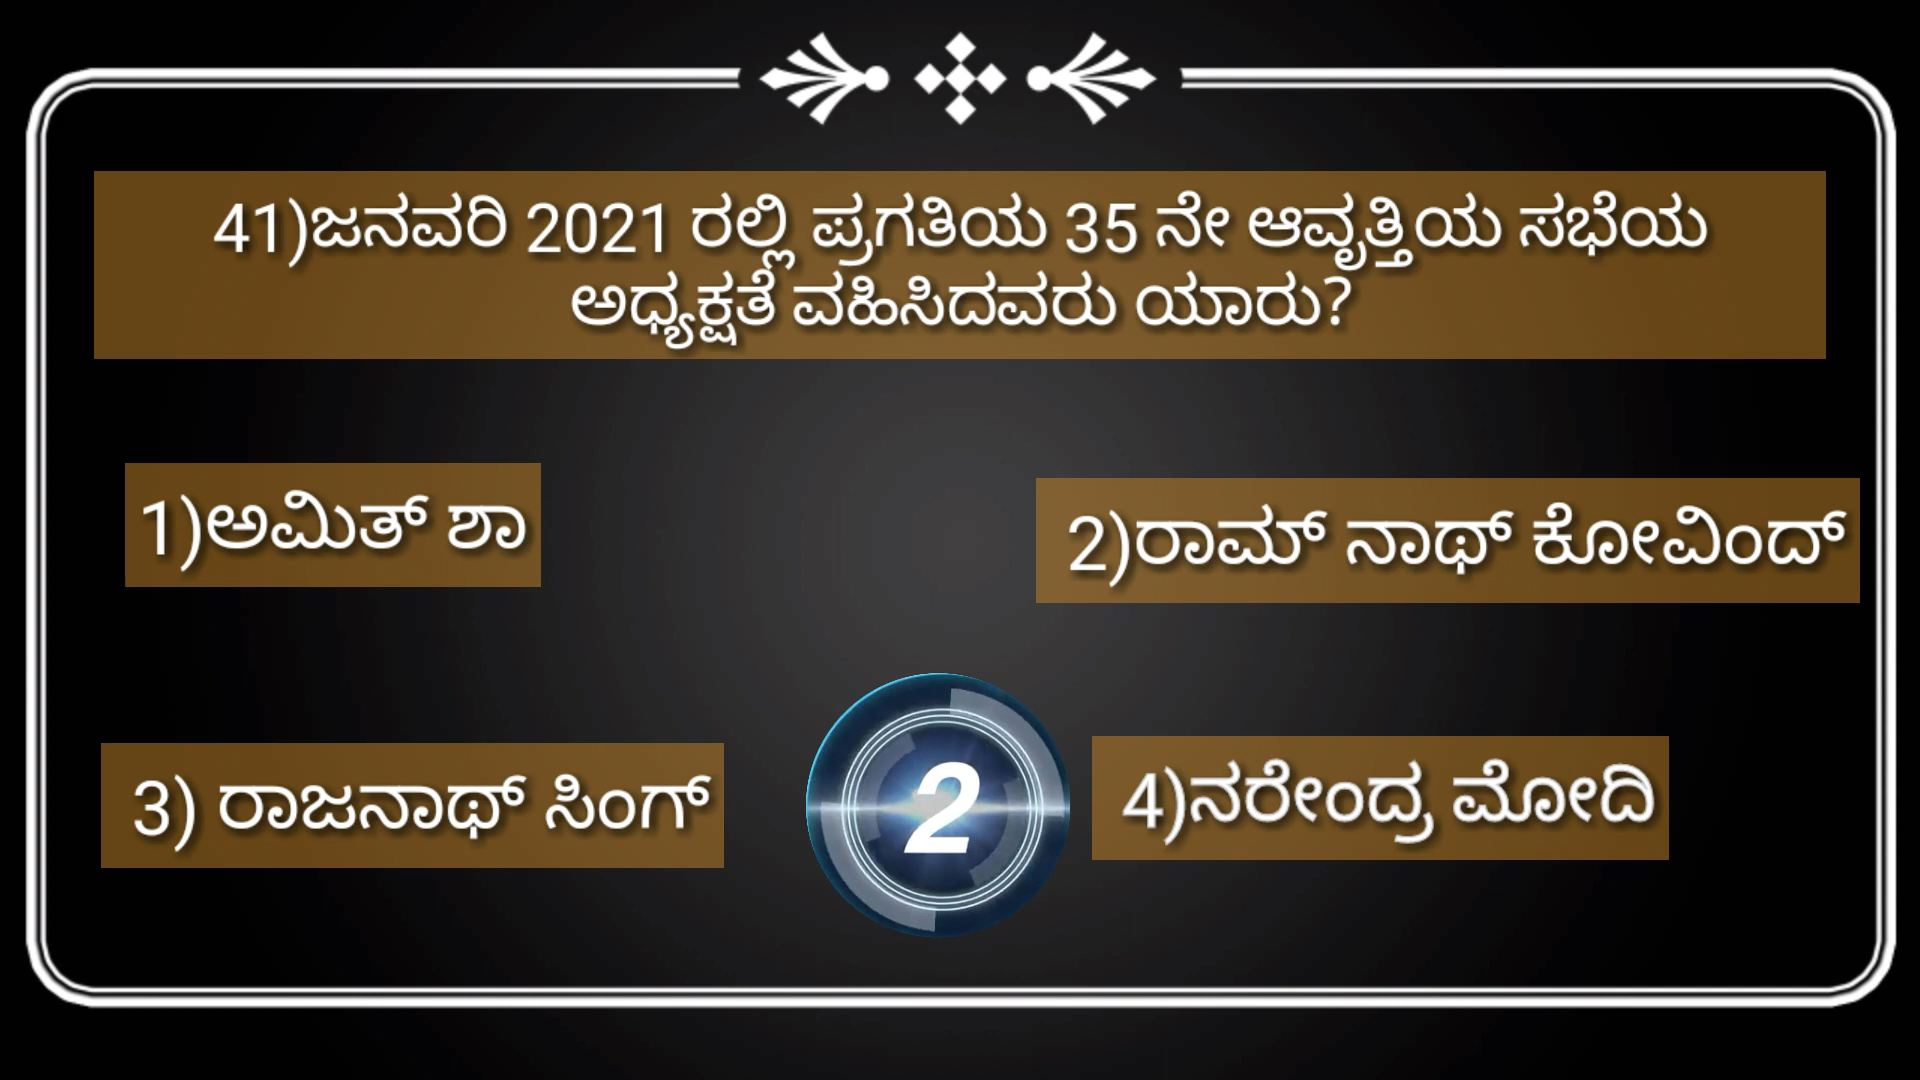 41)ಜನವರಿ 2021 ರಲ್ಲಿ ಪ್ರಗತಿಯ 35 ನೇ ಆವೃತ್ತಿಯ ಸಭೆಯ
ಅಧ್ಯಕ್ಷತೆ ವಹಿಸಿದವರು ಯಾರು?
1)ಅಮಿತ್ ಶಾ
2)ರಾಮ್ ನಾಥ್ ಕೋವಿಂದ್
3) ರಾಜನಾಥ್ ಸಿಂಗ್
2
4)ನರೇಂದ್ರ ಮೋದಿ